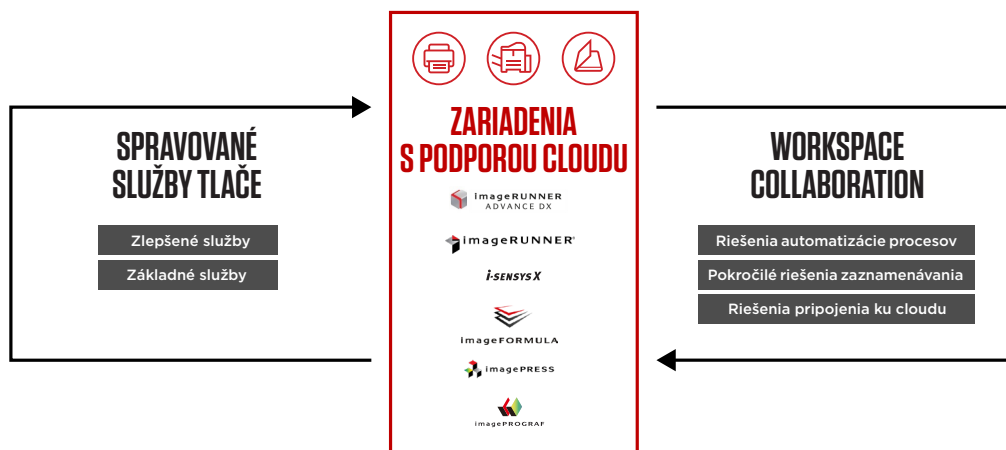 SPRAVOVANÉ
SLUŽBY TLAČE
Zlepšené služby
Základné služby
ZARIADENIA
S PODPOROU CLOUDU
imageRUNNER
ADVANCE DX
imageRUNNER®
i-SENSYS X
imageFORMULA
imagePRESS
imagePROGRAF
WORKSPACE
COLLABORATION
Riešenia automatizácie procesov
Pokročilé riešenia zaznamenávania
Riešenia pripojenia ku cloudu